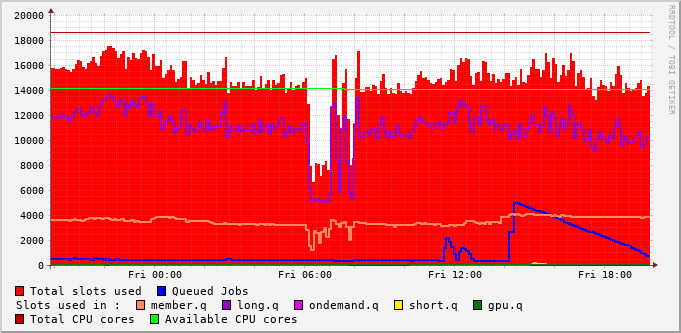 20000
18000
16000
14000
12000
10000
8000
6000
4000
2000
0
Fri 00:00 Fri 06:00 Fri 12:00 Fri 18:00
Total slots used Queued Jobs
Slots used in : member.q long.q ondemand.q short.q gpu.q
Total CPU cores Available CPU cores
RRDTOOL / TOBI OETIKER